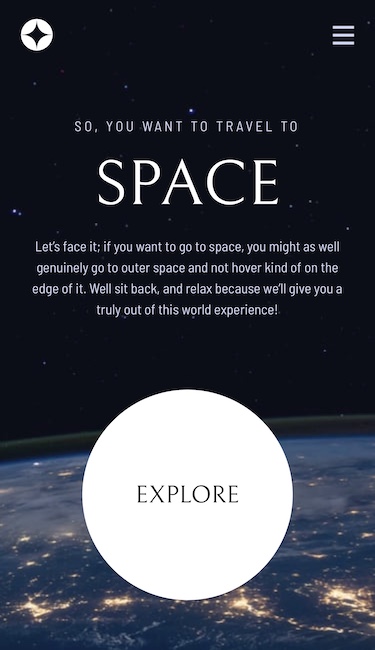 SO, YOU WANT TO TRAVEL TO
SPACE
Let’s face it; if you want to go to space, you might as well
genuinely go to outer space and not hover kind of on the
edge of it. Well sit back, and relax because we’ll give you a
truly out of this world experience!
EXPLORE